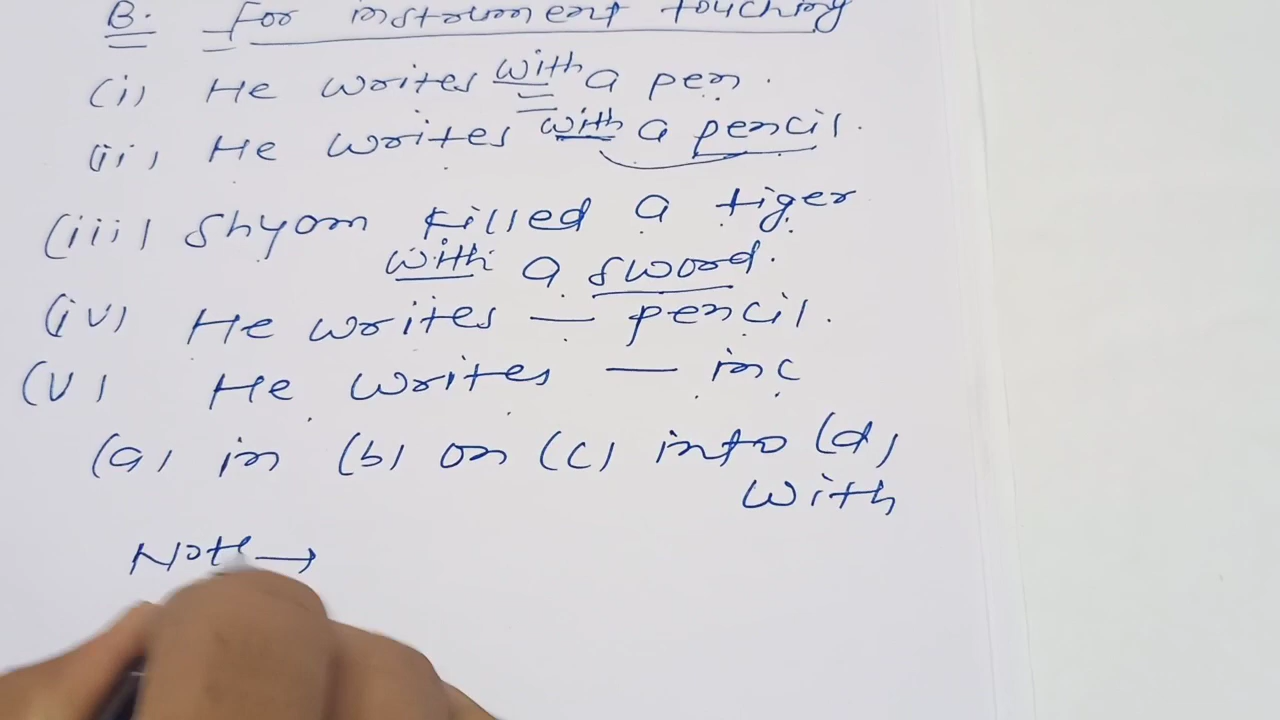 B. For instrument touching
(i) He writes with a pen.
(ii) He writes with a pencil.
(iii) Shyam killed a tiger
with a sword.
(iv) He writes — pencil.
(v) He writes — inc
(a) in (b) on (c) into (d)
with
Note →